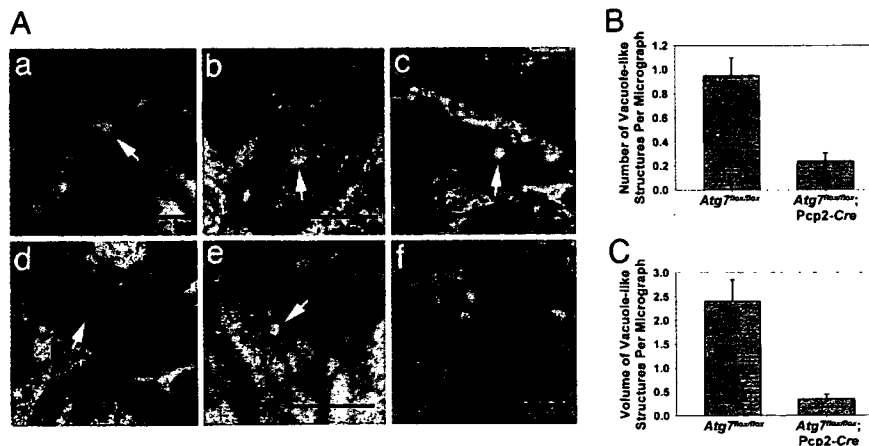 A
a
b
c
d
e
f
B
Number of Vacuole-like
Structures Per Micrograph
1.2
1.0
0.8
0.6
0.4
0.2
0.0
Atg7flox/flox
Atg7flox/flox;
Pcp2-Cre
C
Volume of Vacuole-like
Structures Per Micrograph
3.0
2.5
2.0
1.5
1.0
0.5
0.0
Atg7flox/flox
Atg7flox/flox;
Pcp2-Cre